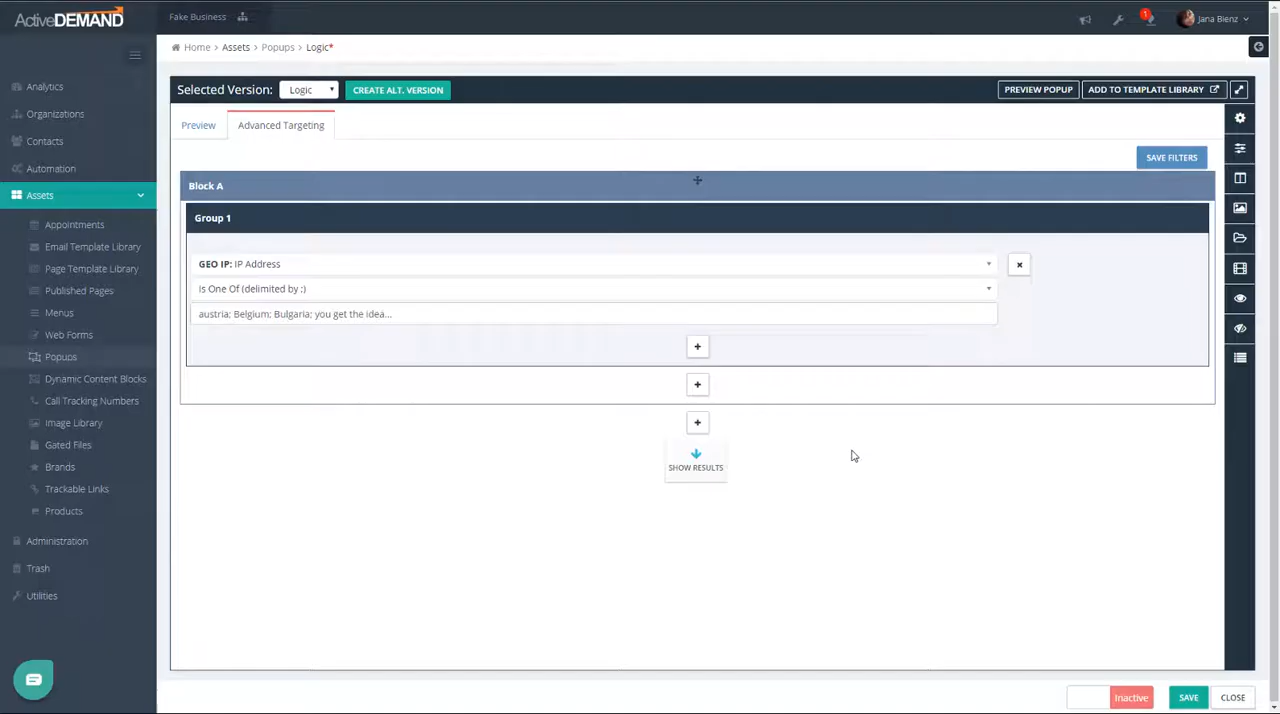 ActiveDEMAND
Fake Business
1
Jana Bienz
Home > Assets > Popups > Logic*
Analytics
Organizations
Contacts
Automation
Assets
Appointments
Email Template Library
Page Template Library
Published Pages
Menus
Web Forms
Popups
Dynamic Content Blocks
Call Tracking Numbers
Image Library
Gated Files
Brands
Trackable Links
Products
Administration
Trash
Utilities
Selected Version: Logic CREATE ALT. VERSION PREVIEW POPUP ADD TO TEMPLATE LIBRARY
Preview Advanced Targeting
SAVE FILTERS
Block A
Group 1
GEO IP: IP Address
Is One Of (delimited by ;)
austria; Belgium; Bulgaria; you get the idea...
SHOW RESULTS
Inactive SAVE CLOSE